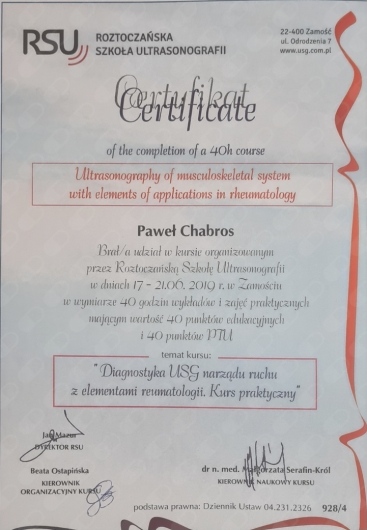 RSU
ROZTOCZAŃSKA
SZKOŁA ULTRASONOGRAFII
22-400 Zamość
ul. Odrodzenia 7
www.usg.com.pl
Certyfikat
Certificate
of the completion of a 40h course
Ultrasonography of musculoskeletal system
with elements of applications in rheumatology
Paweł Chabros
Brał/a udział w kursie organizowanym
przez Roztoczańską Szkołę Ultrasonografii
w dniach 17 - 21.06. 2019 r. w Zamościu
w wymiarze 40 godzin wykładów i zajęć praktycznych
mającym wartość 40 punktów edukacyjnych
i 40 punktów PTU
temat kursu:
"Diagnostyka USG narządu ruchu
z elementami reumatologii. Kurs praktyczny"
Jan Mazur
DYREKTOR RSU
Beata Ostapińska
KIEROWNIK
ORGANIZACYJNY KURSU
dr n. med. Małgorzata Serafin-Król
KIEROWNIK NAUKOWY KURSU
podstawa prawna: Dziennik Ustaw 04.231.2326 928/4